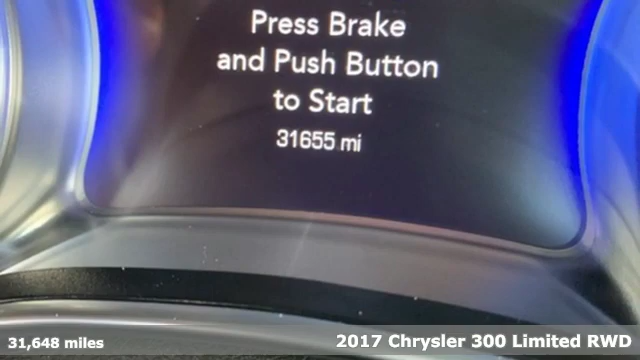 Press Brake
and Push Button
to Start
31655 mi
31,648 miles
2017 Chrysler 300 Limited RWD